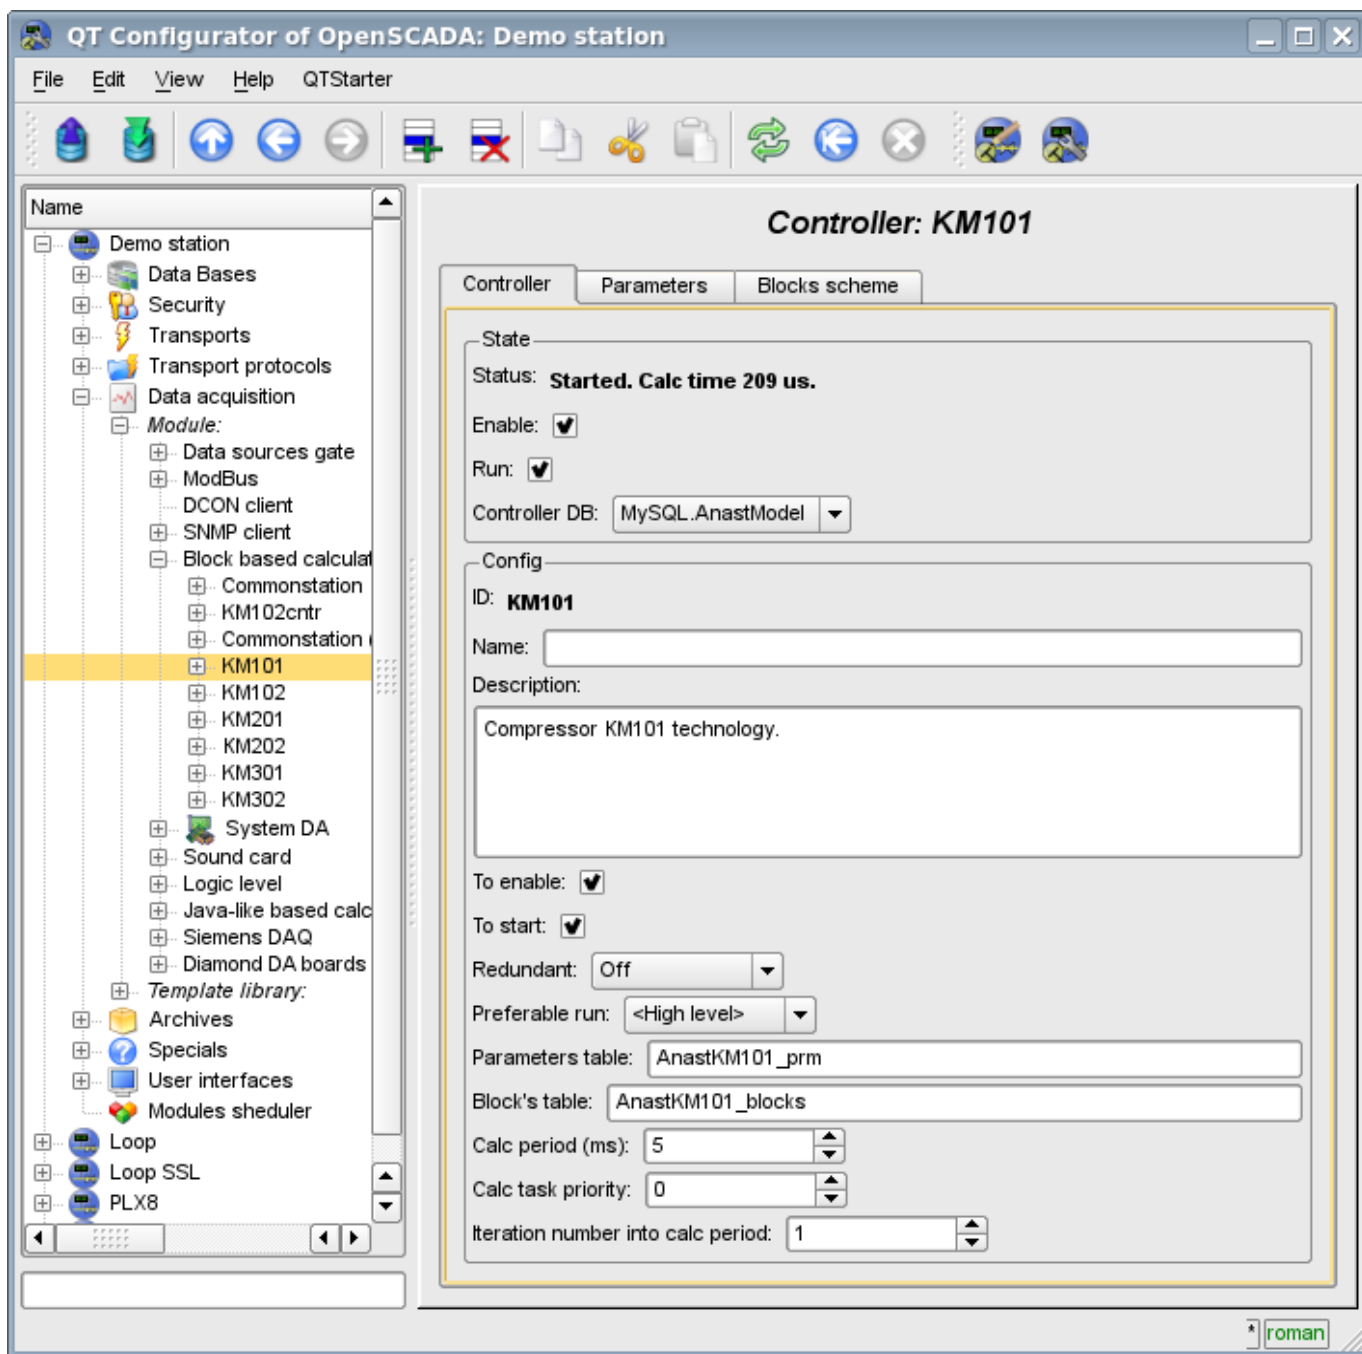 QT Configurator of OpenSCADA: Demo station
File Edit View Help QTStarter
Name
Demo station
Data Bases
Security
Transports
Transport protocols
Data acquisition
Module:
Data sources gate
ModBus
DCON client
SNMP client
Block based calculat
Commonstation
KM102cntr
Commonstation (
KM101
KM102
KM201
KM202
KM301
KM302
System DA
Sound card
Logic level
Java-like based calc
Siemens DAQ
Diamond DA boards
Template library:
Archives
Specials
User interfaces
Modules sheduler
Loop
Loop SSL
PLX8
Controller: KM101
Controller Parameters Blocks scheme
State
Status: Started. Calc time 209 us.
Enable:
Run:
Controller DB: MySQL.AnastModel
Config
ID: KM101
Name:
Description:
Compressor KM101 technology.
To enable:
To start:
Redundant: Off
Preferable run: <High level>
Parameters table: AnastKM101_prm
Block's table: AnastKM101_blocks
Calc period (ms): 5
Calc task priority: 0
Iteration number into calc period: 1
* roman